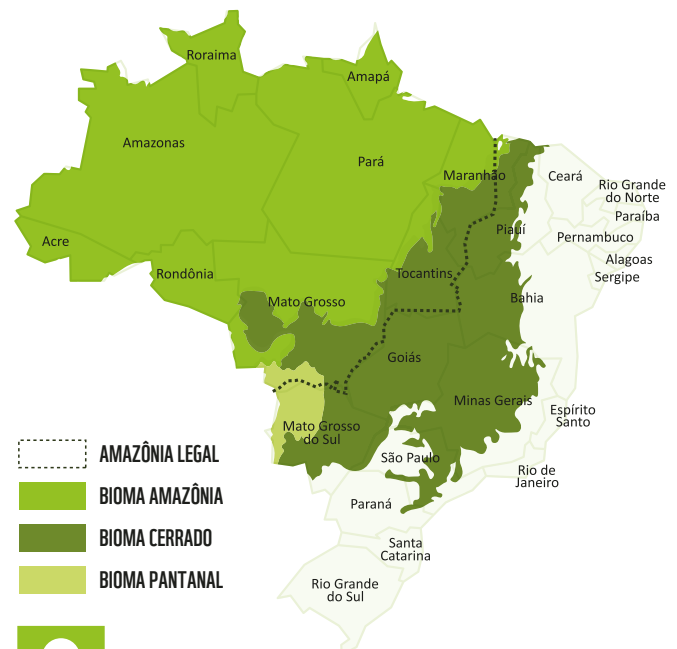 Roraima
Amapá
Amazonas
Pará
Maranhão
Ceará
Rio Grande
do Norte
Paraíba
Piauí
Pernambuco
Acre
Alagoas
Rondônia
Tocantins
Sergipe
Mato Grosso
Bahia
Goiás
Minas Gerais
Espírito
Santo
Mato Grosso
do Sul
São Paulo
Rio de
Janeiro
Paraná
Santa
Catarina
Rio Grande
do Sul
AMAZÔNIA LEGAL
BIOMA AMAZÔNIA
BIOMA CERRADO
BIOMA PANTANAL